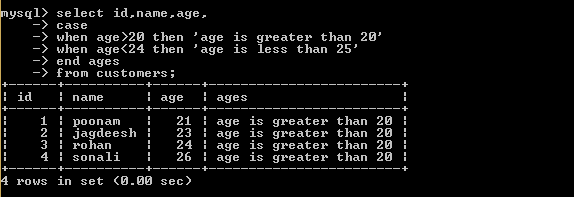 mysql> select id,name,age,
-> case
-> when age>20 then 'age is greater than 20'
-> when age<24 then 'age is less than 25'
-> end ages
-> from customers;
+------+----------+------+------------------------+
| id | name | age | ages |
+------+----------+------+------------------------+
| 1 | poonam | 21 | age is greater than 20 |
| 2 | jagdeesh | 23 | age is greater than 20 |
| 3 | rohan | 24 | age is greater than 20 |
| 4 | sonali | 26 | age is greater than 20 |
+------+----------+------+------------------------+
4 rows in set (0.00 sec)